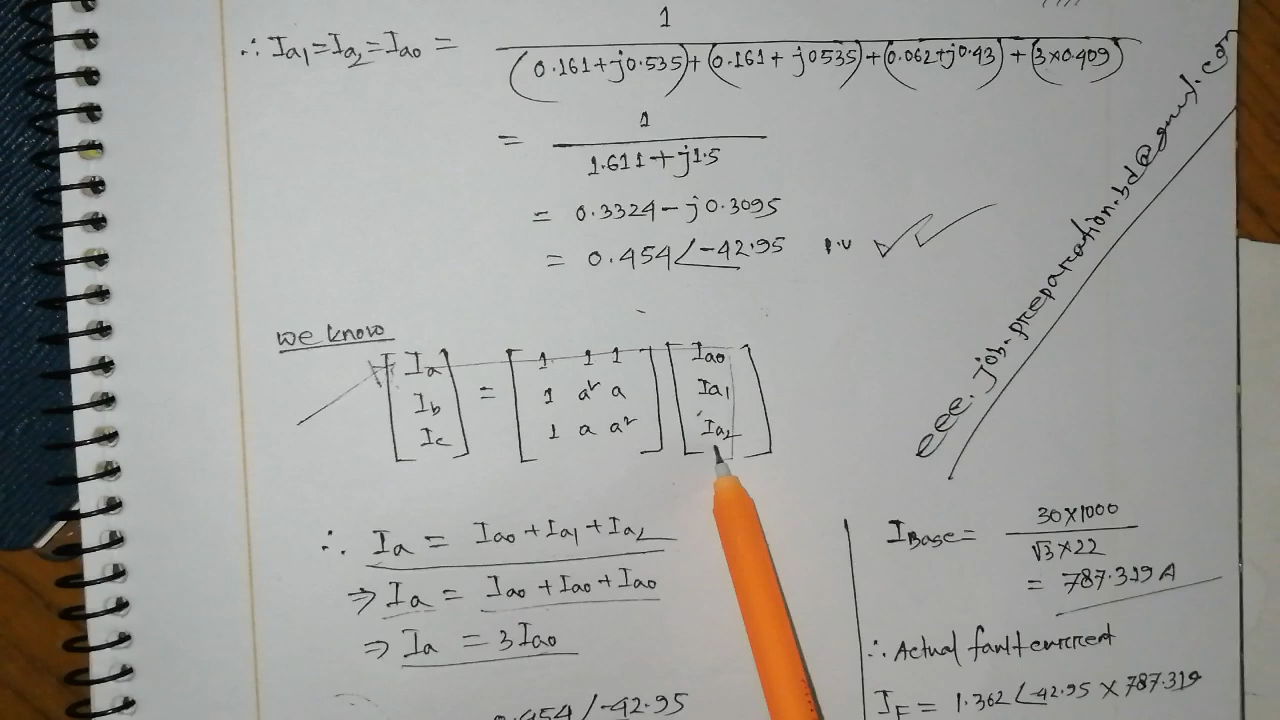 ∴ Ia1 = Ia2 = Ia0 = 1 / (0.161+j0.535)+(0.161+j0535)+(0.062+j0.43)+(3×0.409)
= 1 / 1.611+j1.5
= 0.3324-j0.3095
= 0.454∠-42.95 P.U
eee.job.preparation.bd@gmail.com
we know
[Ia Ib Ic] = [1 1 1 1 a² a 1 a a²] [Ia0 Ia1 Ia2]
∴ Ia = Ia0 + Ia1 + Ia2
⇒ Ia = Ia0 + Ia0 + Ia0
⇒ Ia = 3Ia0
0.454∠-42.95
IBase = 30×1000 / √3×22
= 787.319 A
∴ Actual fault current
IF = 1.362∠-42.95 × 787.319